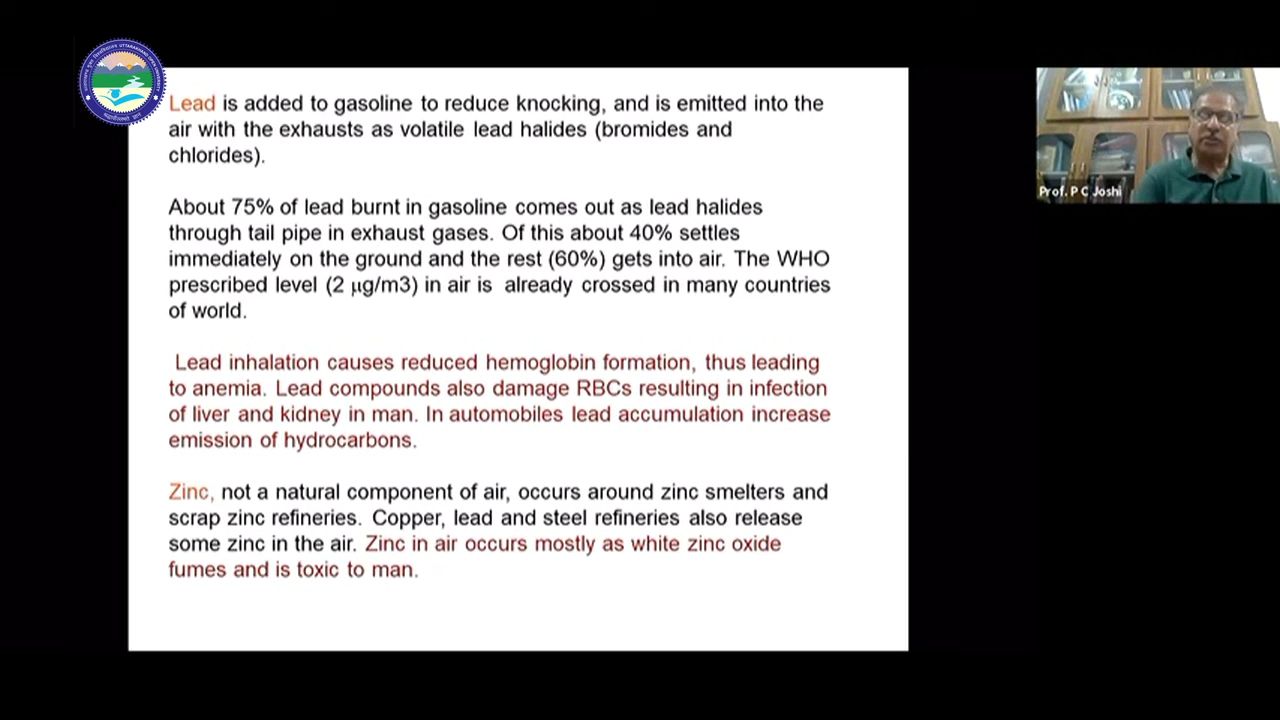 Lead is added to gasoline to reduce knocking, and is emitted into the
air with the exhausts as volatile lead halides (bromides and
chlorides).
About 75% of lead burnt in gasoline comes out as lead halides
through tail pipe in exhaust gases. Of this about 40% settles
immediately on the ground and the rest (60%) gets into air. The WHO
prescribed level (2 μg/m3) in air is already crossed in many countries
of world.
Lead inhalation causes reduced hemoglobin formation, thus leading
to anemia. Lead compounds also damage RBCs resulting in infection
of liver and kidney in man. In automobiles lead accumulation increase
emission of hydrocarbons.
Zinc, not a natural component of air, occurs around zinc smelters and
scrap zinc refineries. Copper, lead and steel refineries also release
some zinc in the air. Zinc in air occurs mostly as white zinc oxide
fumes and is toxic to man.
Prof. P C Joshi